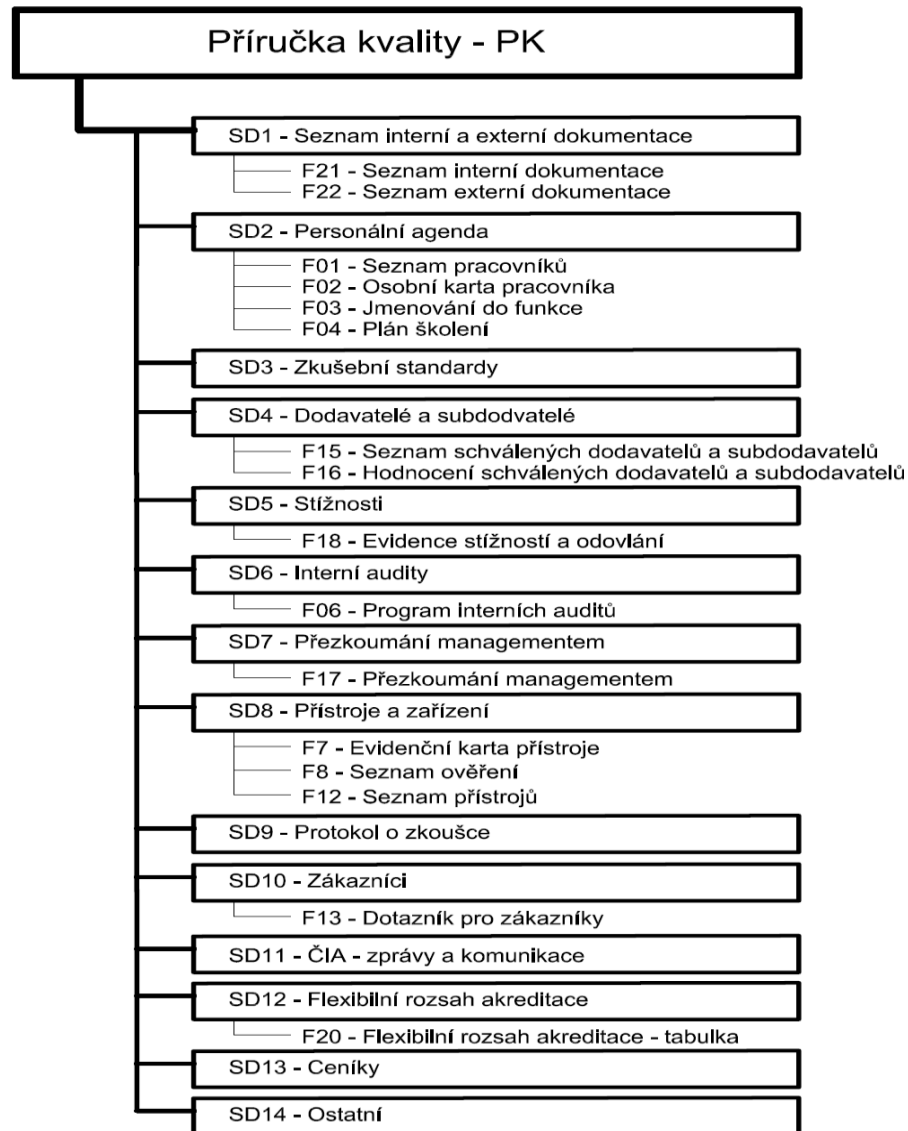 Příručka kvality - PK
SD1 - Seznam interní a externí dokumentace
F21 - Seznam interní dokumentace
F22 - Seznam externí dokumentace
SD2 - Personální agenda
F01 - Seznam pracovníků
F02 - Osobní karta pracovníka
F03 - Jmenování do funkce
F04 - Plán školení
SD3 - Zkušební standardy
SD4 - Dodavatelé a subdodvatelé
F15 - Seznam schválených dodavatelů a subdodavatelů
F16 - Hodnocení schválených dodavatelů a subdodavatelů
SD5 - Stížnosti
F18 - Evidence stížností a odovlání
SD6 - Interní audity
F06 - Program interních auditů
SD7 - Přezkoumání managementem
F17 - Přezkoumání managementem
SD8 - Přístroje a zařízení
F7 - Evidenční karta přístroje
F8 - Seznam ověření
F12 - Seznam přístrojů
SD9 - Protokol o zkoušce
SD10 - Zákazníci
F13 - Dotazník pro zákazníky
SD11 - ČIA - zprávy a komunikace
SD12 - Flexibilní rozsah akreditace
F20 - Flexibilní rozsah akreditace - tabulka
SD13 - Ceníky
SD14 - Ostatní